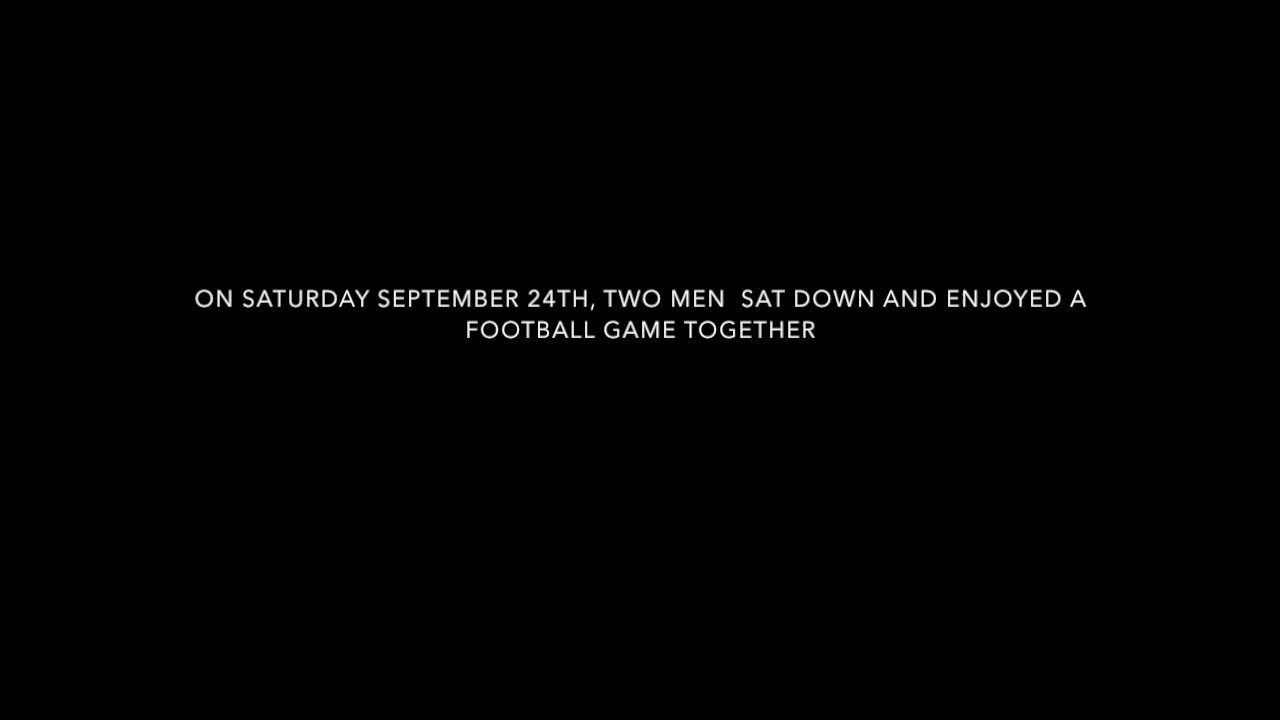 ON SATURDAY SEPTEMBER 24TH, TWO MEN  SAT DOWN AND ENJOYED A
FOOTBALL GAME TOGETHER